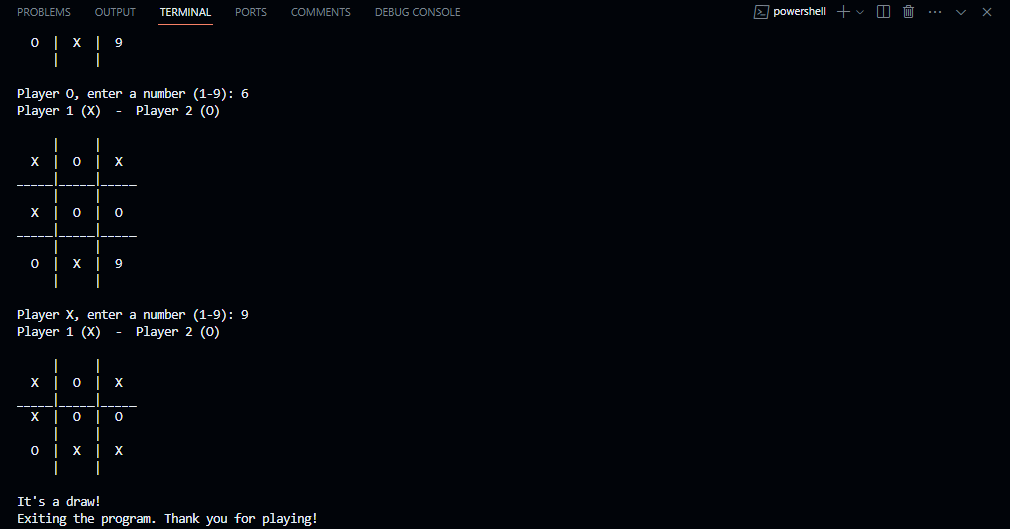 PROBLEMS OUTPUT TERMINAL PORTS COMMENTS DEBUG CONSOLE powershell
  O  |  X  |  9
     |     |

Player O, enter a number (1-9): 6
Player 1 (X)  -  Player 2 (O)

     |     |
  X  |  O  |  X
_____|_____|_____
     |     |
  X  |  O  |  O
_____|_____|_____
     |     |
  O  |  X  |  9
     |     |

Player X, enter a number (1-9): 9
Player 1 (X)  -  Player 2 (O)

     |     |
  X  |  O  |  X
_____|_____|_____
  X  |  O  |  O
     |     |
  O  |  X  |  X
     |     |

It's a draw!
Exiting the program. Thank you for playing!